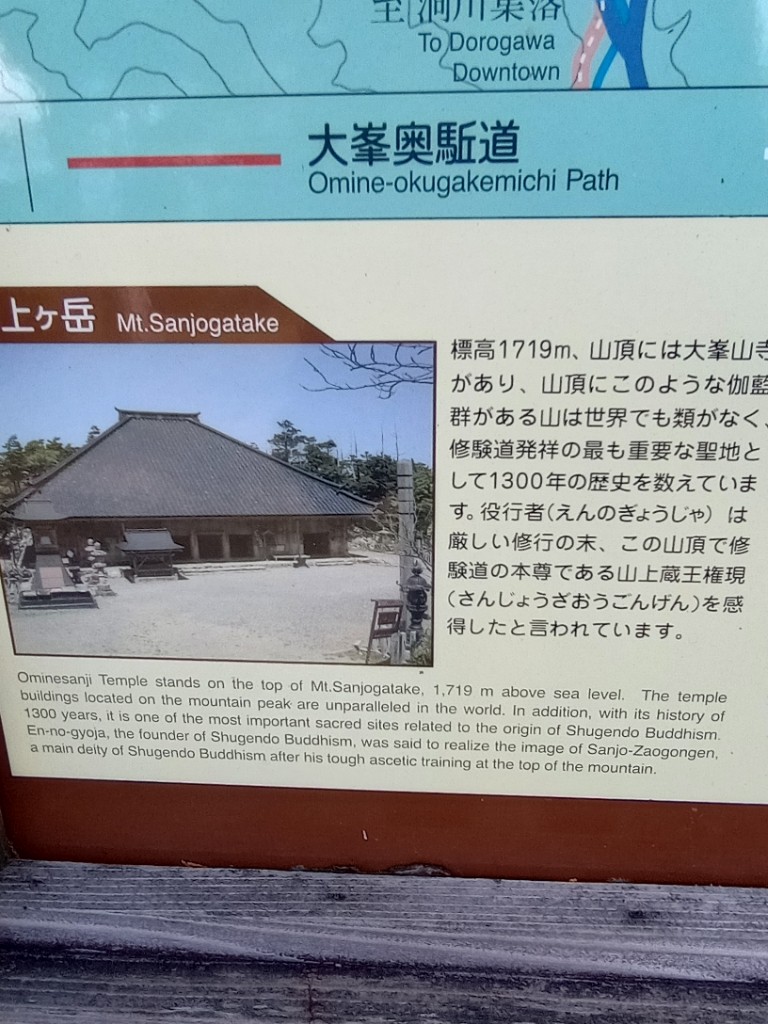 至 洞川集落
To Dorogawa
Downtown
大峯奥駈道
Omine-okugakemichi Path
上ヶ岳 Mt.Sanjogatake
標高1719m、山頂には大峯山寺
があり、山頂にこのような伽藍
群がある山は世界でも類がなく、
修験道発祥の最も重要な聖地と
して1300年の歴史を数えていま
す。役行者(えんのぎょうじゃ) は
厳しい修行の末、この山頂で修
験道の本尊である山上蔵王権現
(さんじょうざおうごんげん)を感
得したと言われています。
Ominesanji Temple stands on the top of Mt.Sanjogatake, 1,719 m above sea level. The temple
buildings located on the mountain peak are unparalleled in the world. In addition, with its history of
1300 years, it is one of the most important sacred sites related to the origin of Shugendo Buddhism.
En-no-gyoja, the founder of Shugendo Buddhism, was said to realize the image of Sanjo-Zaogongen,
a main deity of Shugendo Buddhism after his tough ascetic training at the top of the mountain.